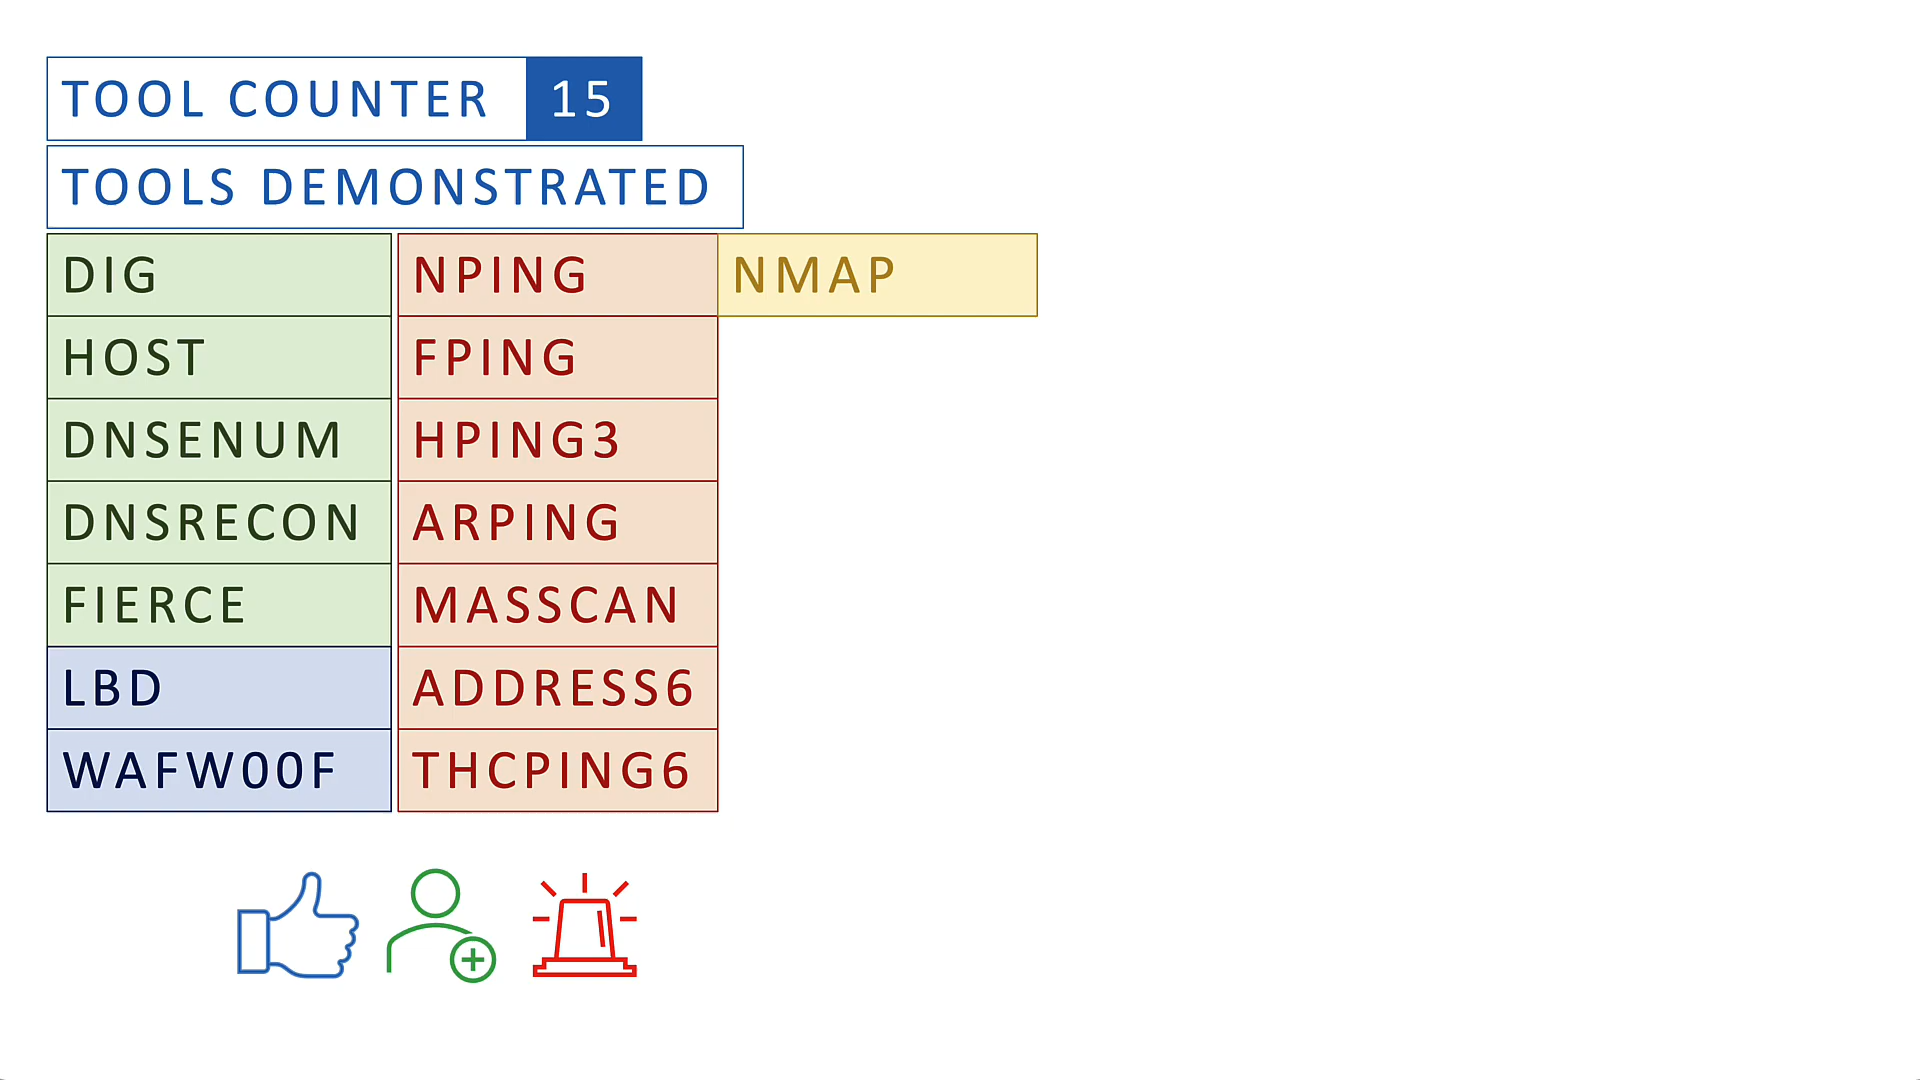 TOOL COUNTER 15
TOOLS DEMONSTRATED
DIG NPING NMAP
HOST FPING
DNSENUM HPING3
DNSRECON ARPING
FIERCE MASSCAN
LBD ADDRESS6
WAFW00F THCPING6